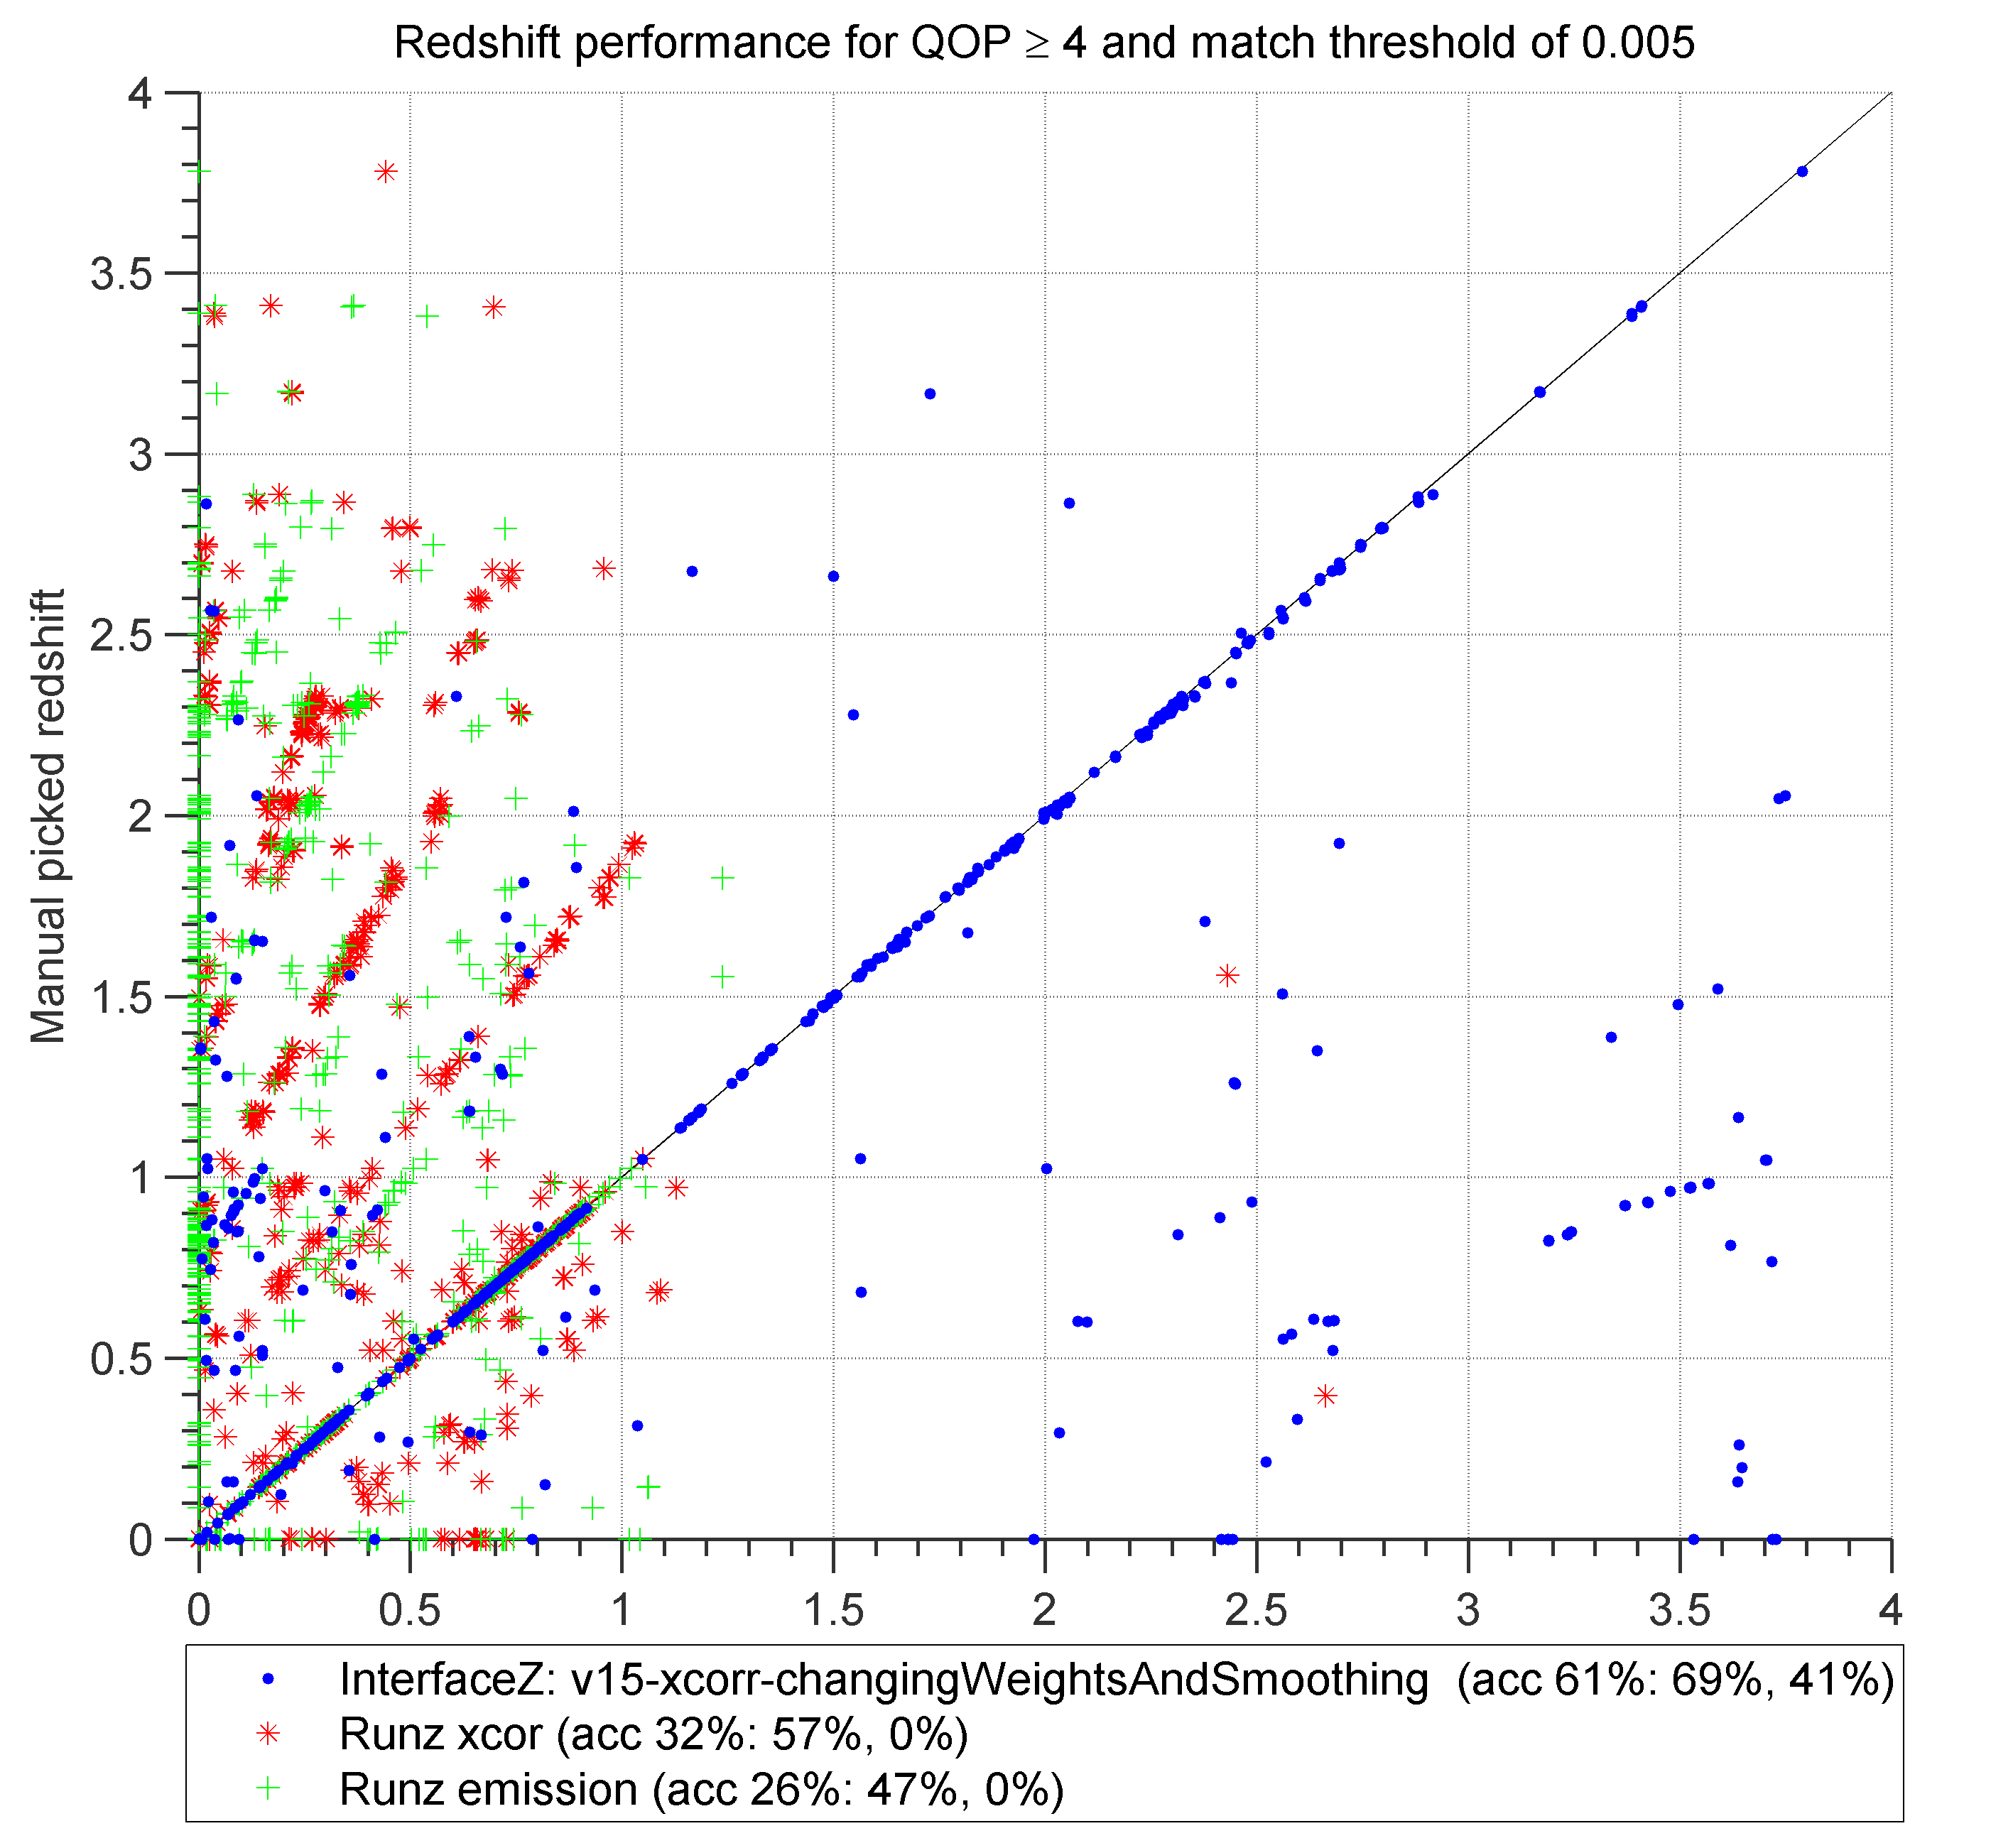 Redshift performance for QOP ≥ 4 and match threshold of 0.005
4
3.5
3
2.5
2
1.5
1
0.5
0
Manual picked redshift
0 0.5 1 1.5 2 2.5 3 3.5 4
InterfaceZ: v15-xcorr-changingWeightsAndSmoothing (acc 61%: 69%, 41%)
Runz xcor (acc 32%: 57%, 0%)
Runz emission (acc 26%: 47%, 0%)